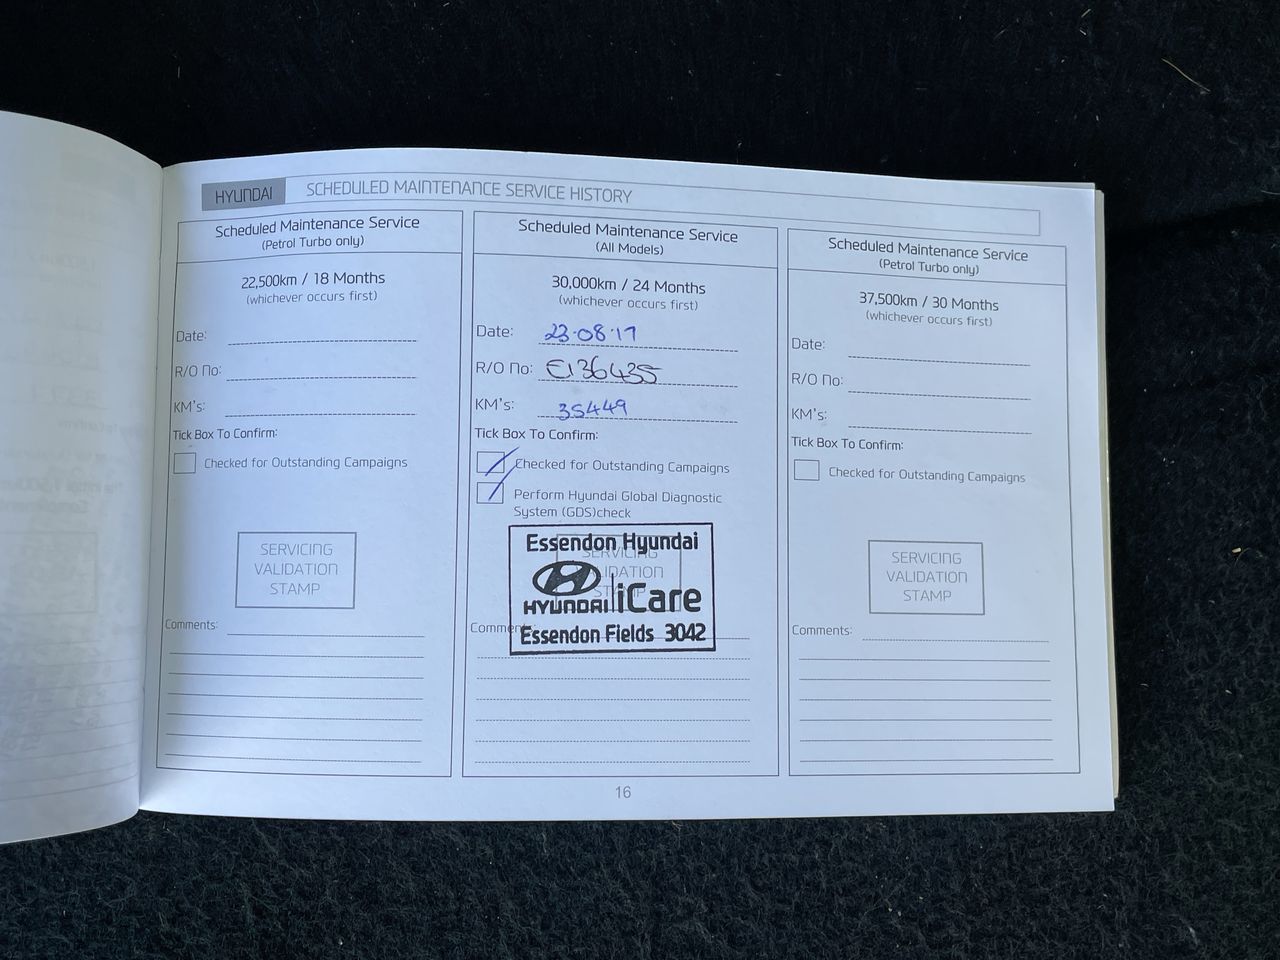 HYUNDAI SCHEDULED MAINTENANCE SERVICE HISTORY
Scheduled Maintenance Service
(Petrol Turbo only)
22,500km / 18 Months
(whichever occurs first)
Date:
R/O No:
KM's:
Tick Box To Confirm:
Checked for Outstanding Campaigns
SERVICING
VALIDATION
STAMP
Comments:
Scheduled Maintenance Service
(All Models)
30,000km / 24 Months
(whichever occurs first)
Date: 23·08·17
R/O No: E136435
KM's: 35449
Tick Box To Confirm:
Checked for Outstanding Campaigns
Perform Hyundai Global Diagnostic
System (GDS)check
Essendon Hyundai
HYUNDAI iCare
Essendon Fields 3042
Scheduled Maintenance Service
(Petrol Turbo only)
37,500km / 30 Months
(whichever occurs first)
Date:
R/O No:
KM's:
Tick Box To Confirm:
Checked for Outstanding Campaigns
SERVICING
VALIDATION
STAMP
Comments:
16